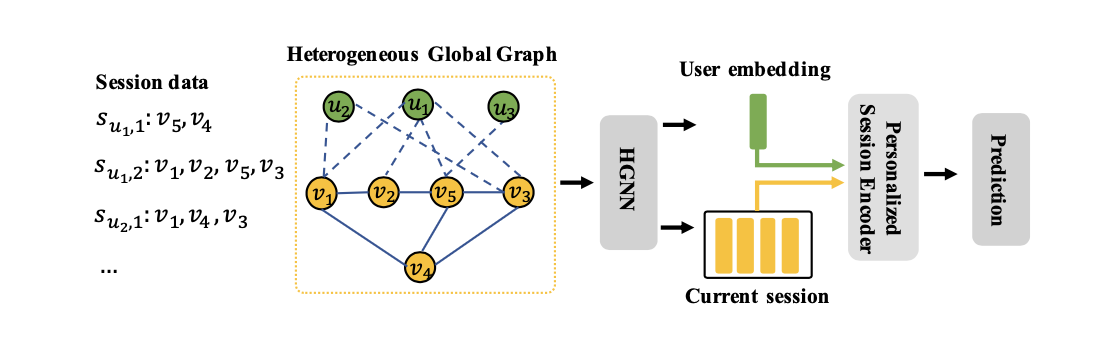 Heterogeneous Global Graph
Session data
s_{u_1,1}: v_5, v_4
s_{u_1,2}: v_1, v_2, v_5, v_3
s_{u_2,1}: v_1, v_4, v_3
...
u_2 u_1 u_3
v_1 v_2 v_5 v_3
v_4
HGNN
User embedding
Current session
Personalized
Session Encoder
Prediction